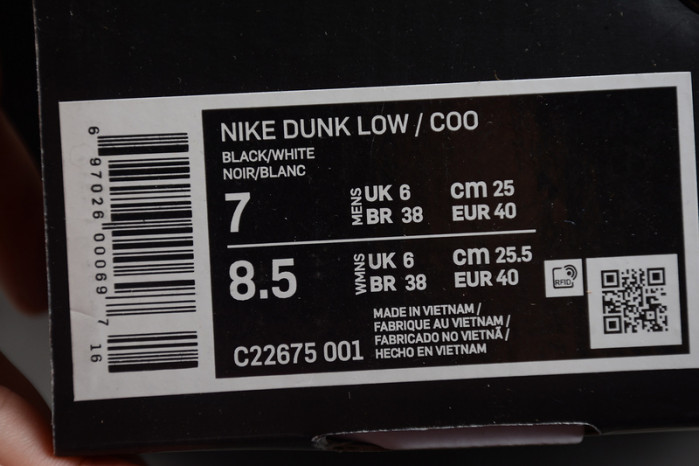 6 97026 00069 7 16
NIKE DUNK LOW / COO
BLACK/WHITE
NOIR/BLANC
7 MENS UK 6 cm 25
BR 38 EUR 40
8.5 WMNS UK 6 cm 25.5
BR 38 EUR 40
RFID
C22675 001
MADE IN VIETNAM /
FABRIQUE AU VIETNAM /
FABRICADO NO VIETNÃ /
HECHO EN VIETNAM